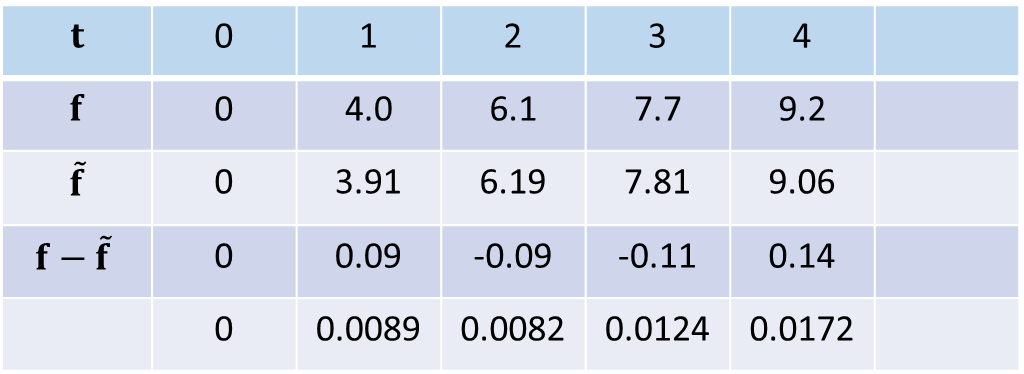 t 0 1 2 3 4
f 0 4.0 6.1 7.7 9.2
f̃ 0 3.91 6.19 7.81 9.06
f − f̃ 0 0.09 -0.09 -0.11 0.14
0 0.0089 0.0082 0.0124 0.0172